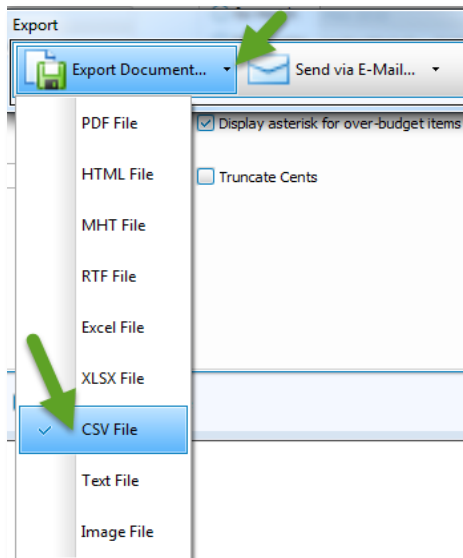 Export
Export Document...
Send via E-Mail...
PDF File
Display asterisk for over-budget items
HTML File
Truncate Cents
MHT File
RTF File
Excel File
XLSX File
CSV File
Text File
Image File